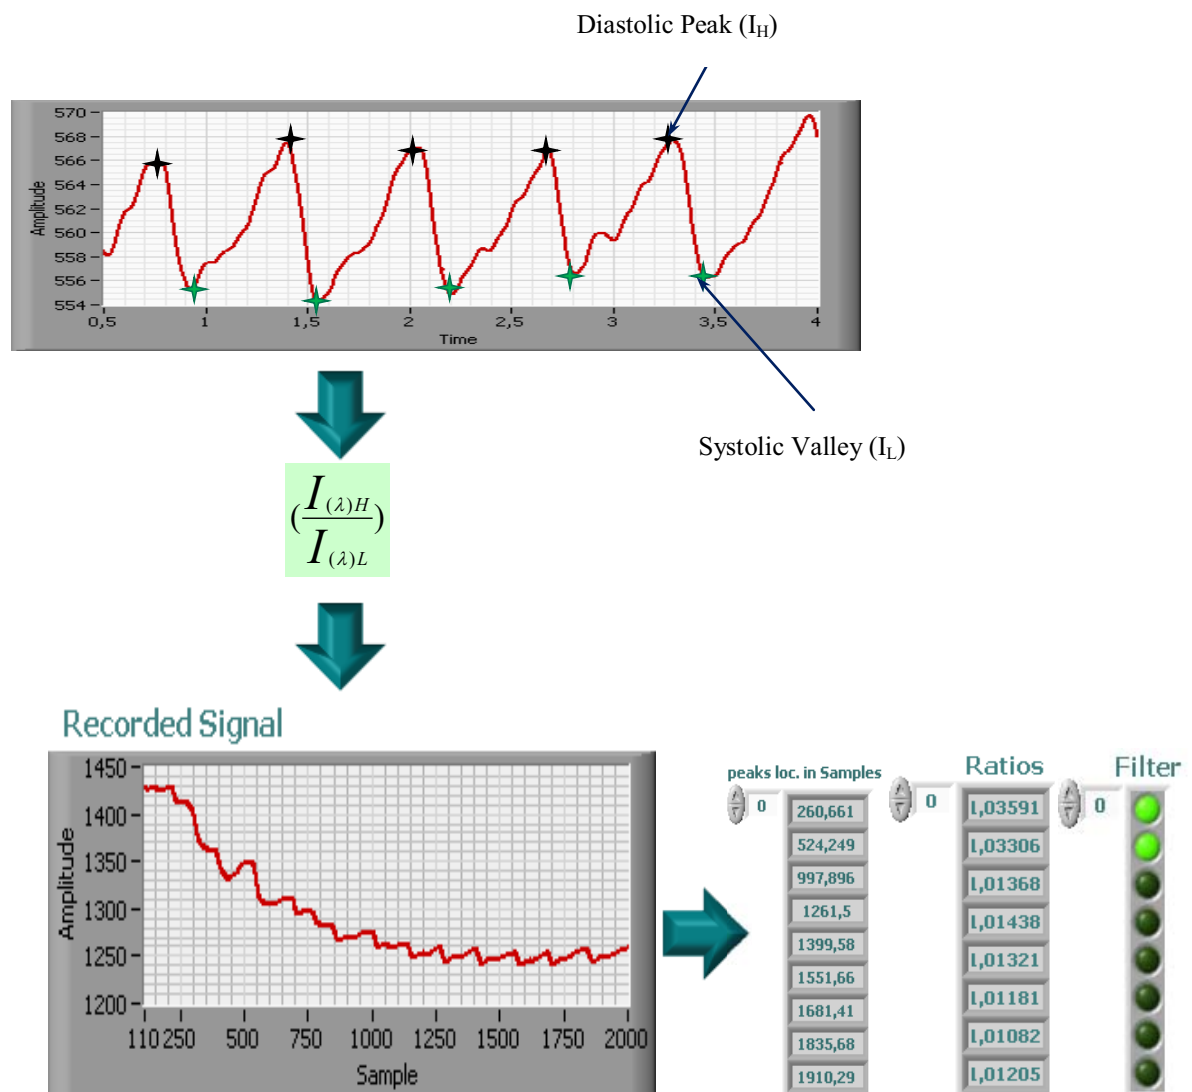 Diastolic Peak (I_H)
570
568
566
564
562
560
558
556
554
Amplitude
0,5 1 1,5 2 2,5 3 3,5 4
Time
Systolic Valley (I_L)
(I_(λ)H / I_(λ)L)
Recorded Signal
1450
1400
1350
1300
1250
1200
Amplitude
110 250 500 750 1000 1250 1500 1750 2000
Sample
peaks loc. in Samples
0
260,661
524,249
997,896
1261,5
1399,58
1551,66
1681,41
1835,68
1910,29
Ratios
0
1,03591
1,03306
1,01368
1,01438
1,01321
1,01181
1,01082
1,01205
Filter
0